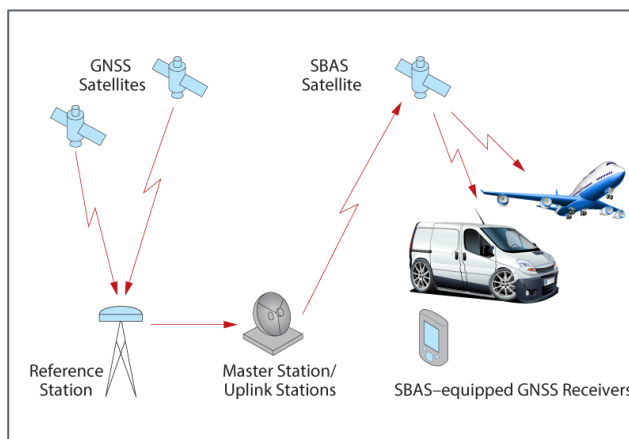 GNSS
Satellites
SBAS
Satellite
Reference
Station
Master Station/
Uplink Stations
SBAS–equipped GNSS Receivers